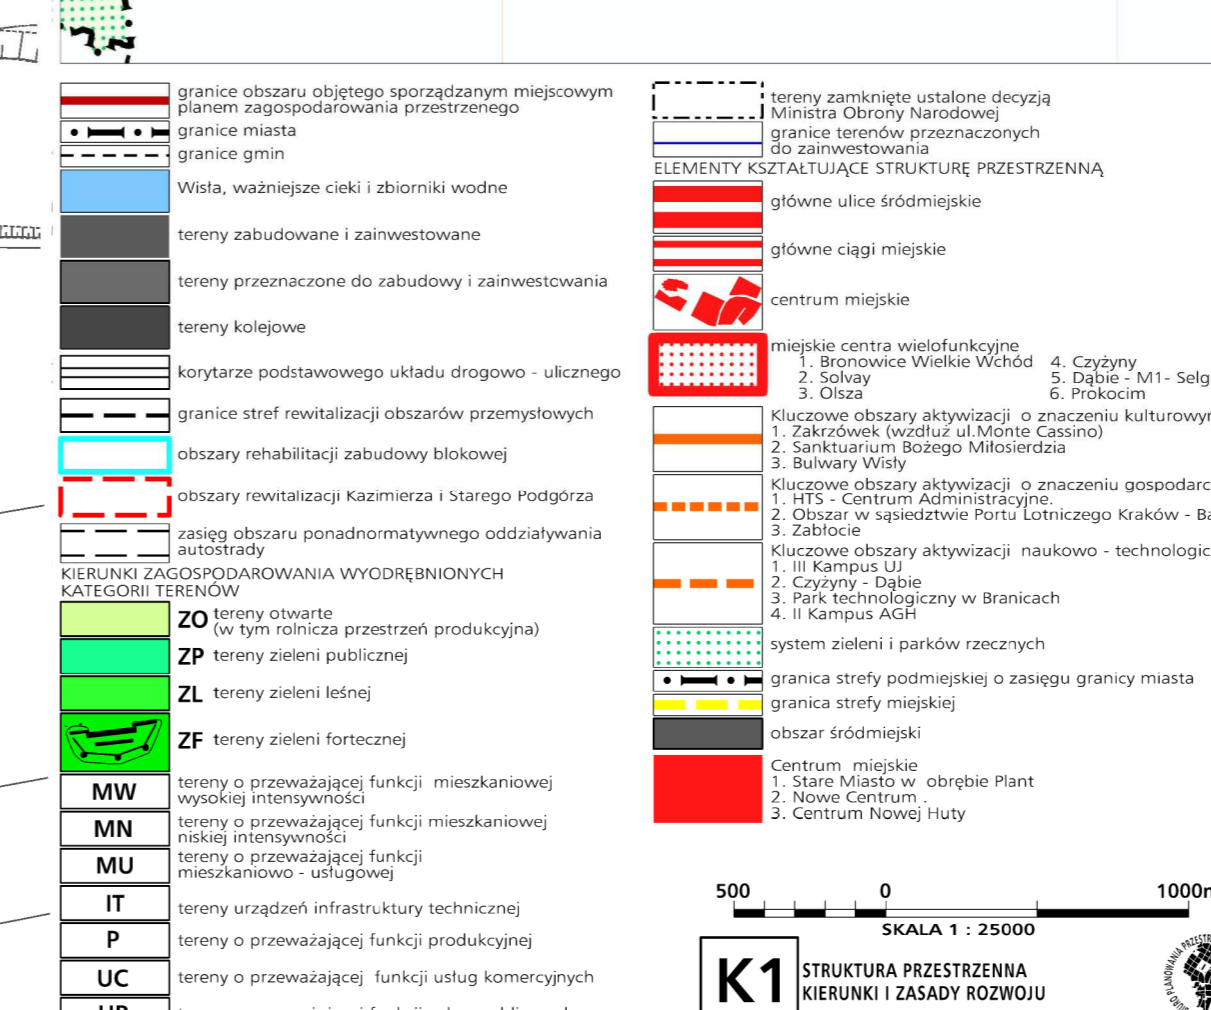 granice obszaru objętego sporządzanym miejscowym
planem zagospodarowania przestrzenego
granice miasta
granice gmin
Wisła, ważniejsze cieki i zbiorniki wodne
tereny zabudowane i zainwestowane
tereny przeznaczone do zabudowy i zainwestowania
tereny kolejowe
korytarze podstawowego układu drogowo - ulicznego
granice stref rewitalizacji obszarów przemysłowych
obszary rehabilitacji zabudowy blokowej
obszary rewitalizacji Kazimierza i Starego Podgórza
zasięg obszaru ponadnormatywnego oddziaływania
autostrady
KIERUNKI ZAGOSPODAROWANIA WYODRĘBNIONYCH
KATEGORII TERENÓW
ZO tereny otwarte
(w tym rolnicza przestrzeń produkcyjna)
ZP tereny zieleni publicznej
ZL tereny zieleni leśnej
ZF tereny zieleni fortecznej
MW tereny o przeważającej funkcji mieszkaniowej
wysokiej intensywności
MN tereny o przeważającej funkcji mieszkaniowej
niskiej intensywności
MU tereny o przeważającej funkcji
mieszkaniowo - usługowej
IT tereny urządzeń infrastruktury technicznej
P tereny o przeważającej funkcji produkcyjnej
UC tereny o przeważającej funkcji usług komercyjnych
tereny zamknięte ustalone decyzją
Ministra Obrony Narodowej
granice terenów przeznaczonych
do zainwestowania
ELEMENTY KSZTAŁTUJĄCE STRUKTURĘ PRZESTRZENNĄ
główne ulice śródmiejskie
główne ciągi miejskie
centrum miejskie
miejskie centra wielofunkcyjne
1. Bronowice Wielkie Wchód 4. Czyżyny
2. Solvay 5. Dąbie - M1- Selg
3. Olsza 6. Prokocim
Kluczowe obszary aktywizacji o znaczeniu kulturowyr
1. Zakrzówek (wzdłuż ul.Monte Cassino)
2. Sanktuarium Bożego Miłosierdzia
3. Bulwary Wisły
Kluczowe obszary aktywizacji o znaczeniu gospodarc
1. HTS - Centrum Administracyjne.
2. Obszar w sąsiedztwie Portu Lotniczego Kraków - Ba
3. Zabłocie
Kluczowe obszary aktywizacji naukowo - technologic
1. III Kampus UJ
2. Czyżyny - Dąbie
3. Park technologiczny w Branicach
4. II Kampus AGH
system zieleni i parków rzecznych
granica strefy podmiejskiej o zasięgu granicy miasta
granica strefy miejskiej
obszar śródmiejski
Centrum miejskie
1. Stare Miasto w obrębie Plant
2. Nowe Centrum .
3. Centrum Nowej Huty
500 0 1000m
SKALA 1 : 25000
K1 STRUKTURA PRZESTRZENNA
KIERUNKI I ZASADY ROZWOJU